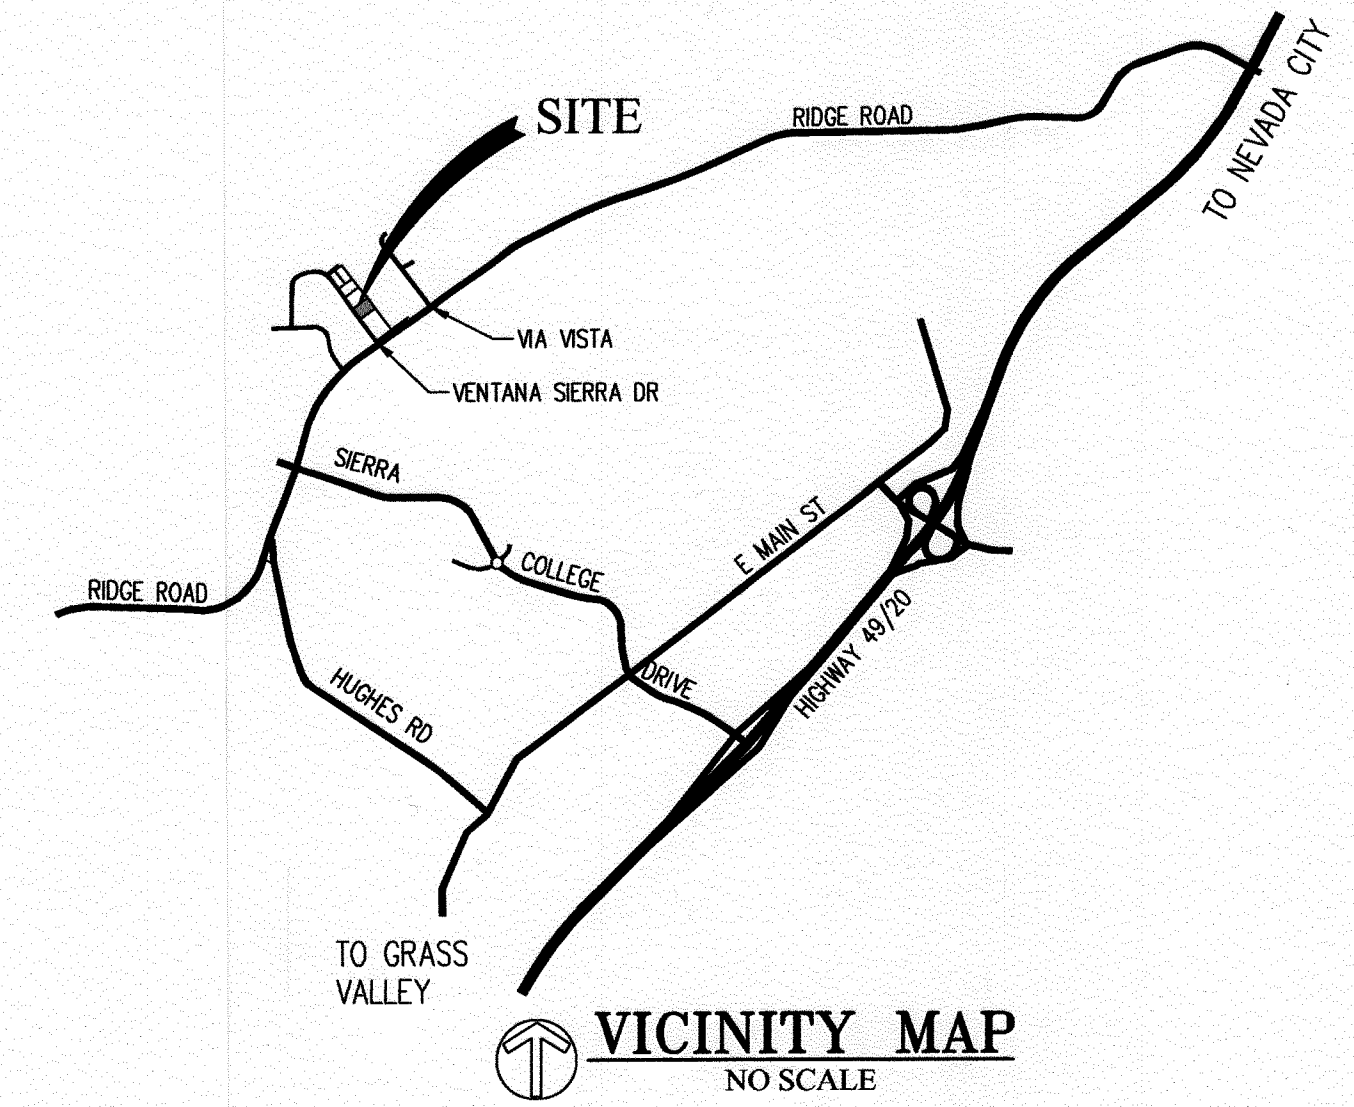 SITE
RIDGE ROAD
TO NEVADA CITY
VIA VISTA
VENTANA SIERRA DR
SIERRA
COLLEGE
DRIVE
E MAIN ST
RIDGE ROAD
HIGHWAY 49/20
HUGHES RD
TO GRASS
VALLEY
VICINITY MAP
NO SCALE